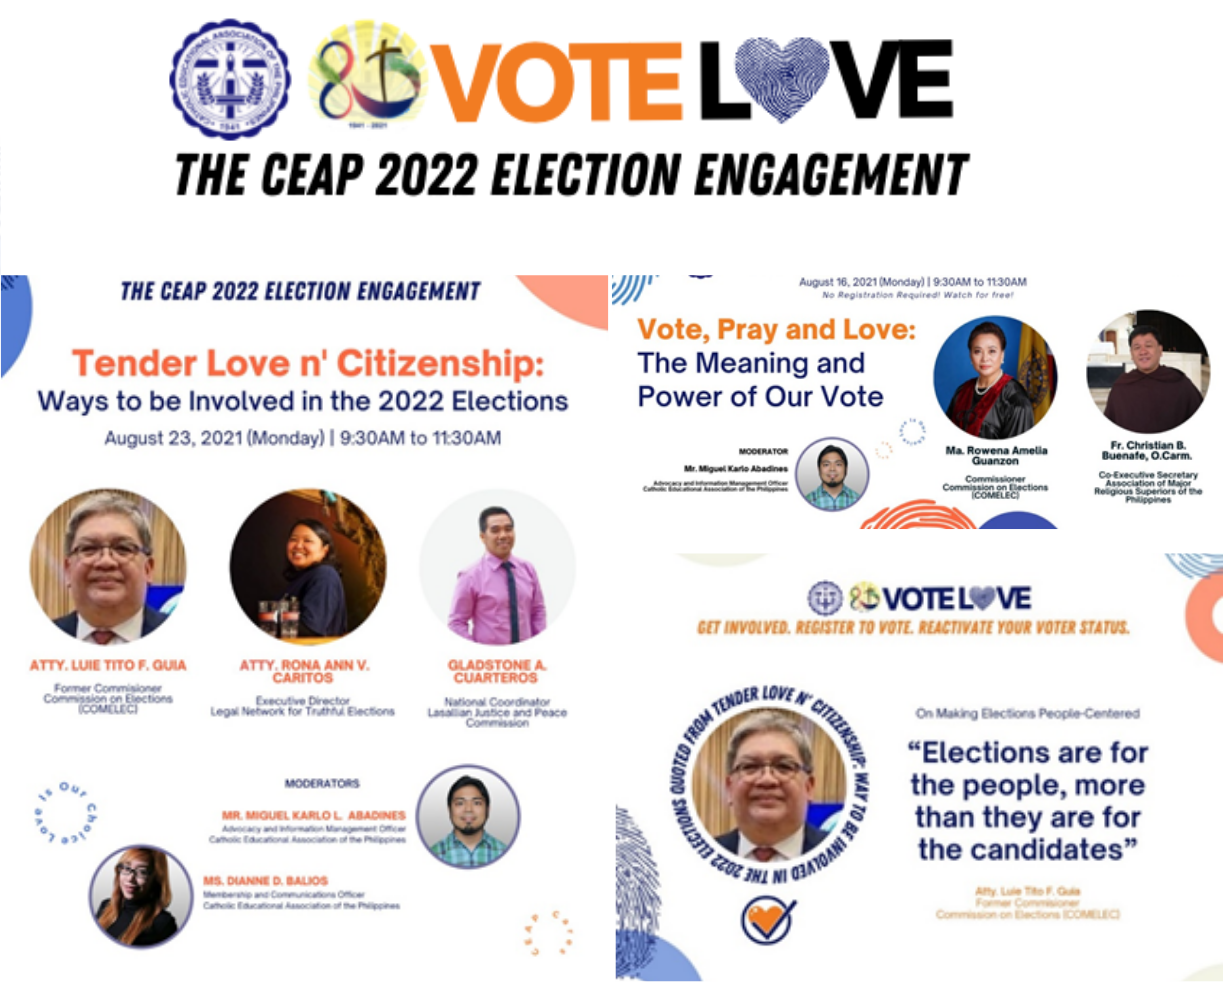 CATHOLIC EDUCATIONAL ASSOCIATION OF THE PHILIPPINES
• 1941 •
85
1941 - 2021
VOTE LOVE
THE CEAP 2022 ELECTION ENGAGEMENT
THE CEAP 2022 ELECTION ENGAGEMENT
Tender Love n' Citizenship:
Ways to be Involved in the 2022 Elections
August 23, 2021 (Monday) | 9:30AM to 11:30AM
ATTY. LUIE TITO F. GUIA
Former Commisioner
Commission on Elections
(COMELEC)
ATTY. RONA ANN V.
CARITOS
Executive Director
Legal Network for Truthful Elections
GLADSTONE A.
CUARTEROS
National Coordinator
Lasallian Justice and Peace
Commission
Love Is Our Choice
MODERATORS
MR. MIGUEL KARLO L. ABADINES
Advocacy and Information Management Officer
Catholic Educational Association of the Philippines
MS. DIANNE D. BALIOS
Membership and Communications Officer
Catholic Educational Association of the Philippines
CEAP Cares
August 16, 2021 (Monday) | 9:30AM to 11:30AM
No Registration Required! Watch for free!
Vote, Pray and Love:
The Meaning and
Power of Our Vote
MODERATOR
Mr. Miguel Karlo Abadines
Advocacy and Information Management Officer
Catholic Educational Association of the Philippines
Ma. Rowena Amelia
Guanzon
Commissioner
Commission on Elections
(COMELEC)
Fr. Christian B.
Buenafe, O.Carm.
Co-Executive Secretary
Association of Major
Religious Superiors of the
Philippines
VOTE LOVE
GET INVOLVED. REGISTER TO VOTE. REACTIVATE YOUR VOTER STATUS.
QUOTED FROM TENDER LOVE N' CITIZENSHIP: WAY TO BE INVOLVED IN THE 2022 ELECTIONS
On Making Elections People-Centered
“Elections are for
the people, more
than they are for
the candidates”
Atty. Luie Tito F. Guia
Former Commisioner
Commission on Elections (COMELEC)